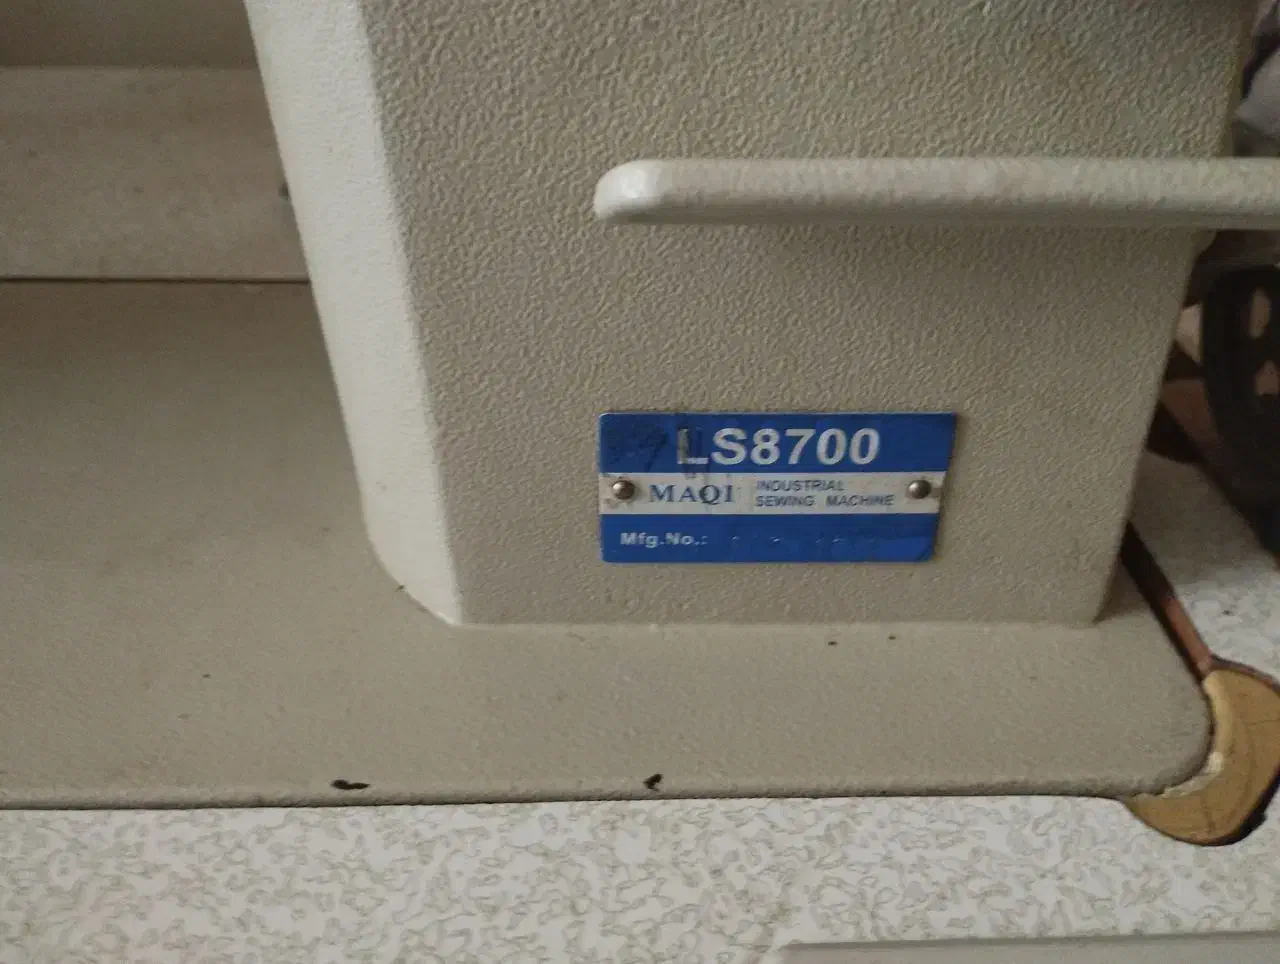 LS8700
MAQI INDUSTRIAL
SEWING MACHINE
Mfg.No.: